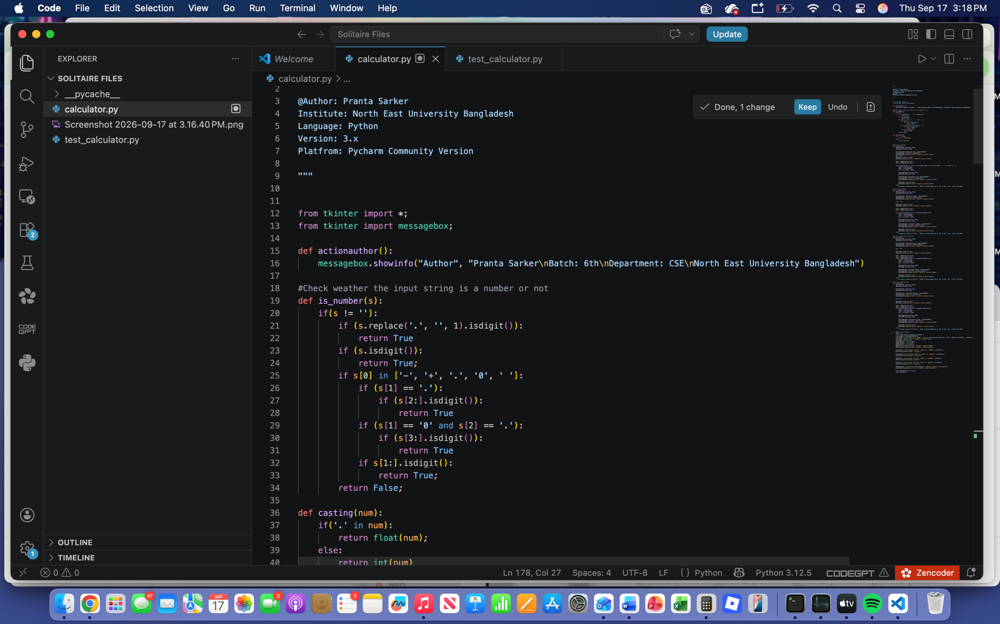 Code File Edit Selection View Go Run Terminal Window Help Thu Sep 17 3:18 PM
Solitaire Files
Update
EXPLORER
Welcome
calculator.py
test_calculator.py
SOLITAIRE FILES
__pycache__
calculator.py
Screenshot 2026-09-17 at 3.16.40 PM.png
test_calculator.py
calculator.py > ...
Done, 1 change
Keep
Undo
2
3 @Author: Pranta Sarker
4 Institute: North East University Bangladesh
5 Language: Python
6 Version: 3.x
7 Platfrom: Pycharm Community Version
8
9 """
10
11
12 from tkinter import *;
13 from tkinter import messagebox;
14
15 def actionauthor():
16 messagebox.showinfo("Author", "Pranta Sarker\nBatch: 6th\nDepartment: CSE\nNorth East University Bangladesh")
17
18 #Check weather the input string is a number or not
19 def is_number(s):
20 if(s != ''):
21 if (s.replace('.', '', 1).isdigit()):
22 return True
23 if (s.isdigit()):
24 return True;
25 if s[0] in ['-', '+', '.', '0', ' ']:
26 if (s[1] == '.'):
27 if (s[2:].isdigit()):
28 return True
29 if (s[1] == '0' and s[2] == '.'):
30 if (s[3:].isdigit()):
31 return True
32 if s[1:].isdigit():
33 return True;
34 return False;
35
36 def casting(num):
37 if('.' in num):
38 return float(num);
39 else:
40 return int(num)
2
CODE
GPT
1
OUTLINE
TIMELINE
0 0
Ln 178, Col 27 Spaces: 4 UTF-8 LF {} Python Python 3.12.5 CODEGPT Zencoder
47
SEP
17
3
2
tv